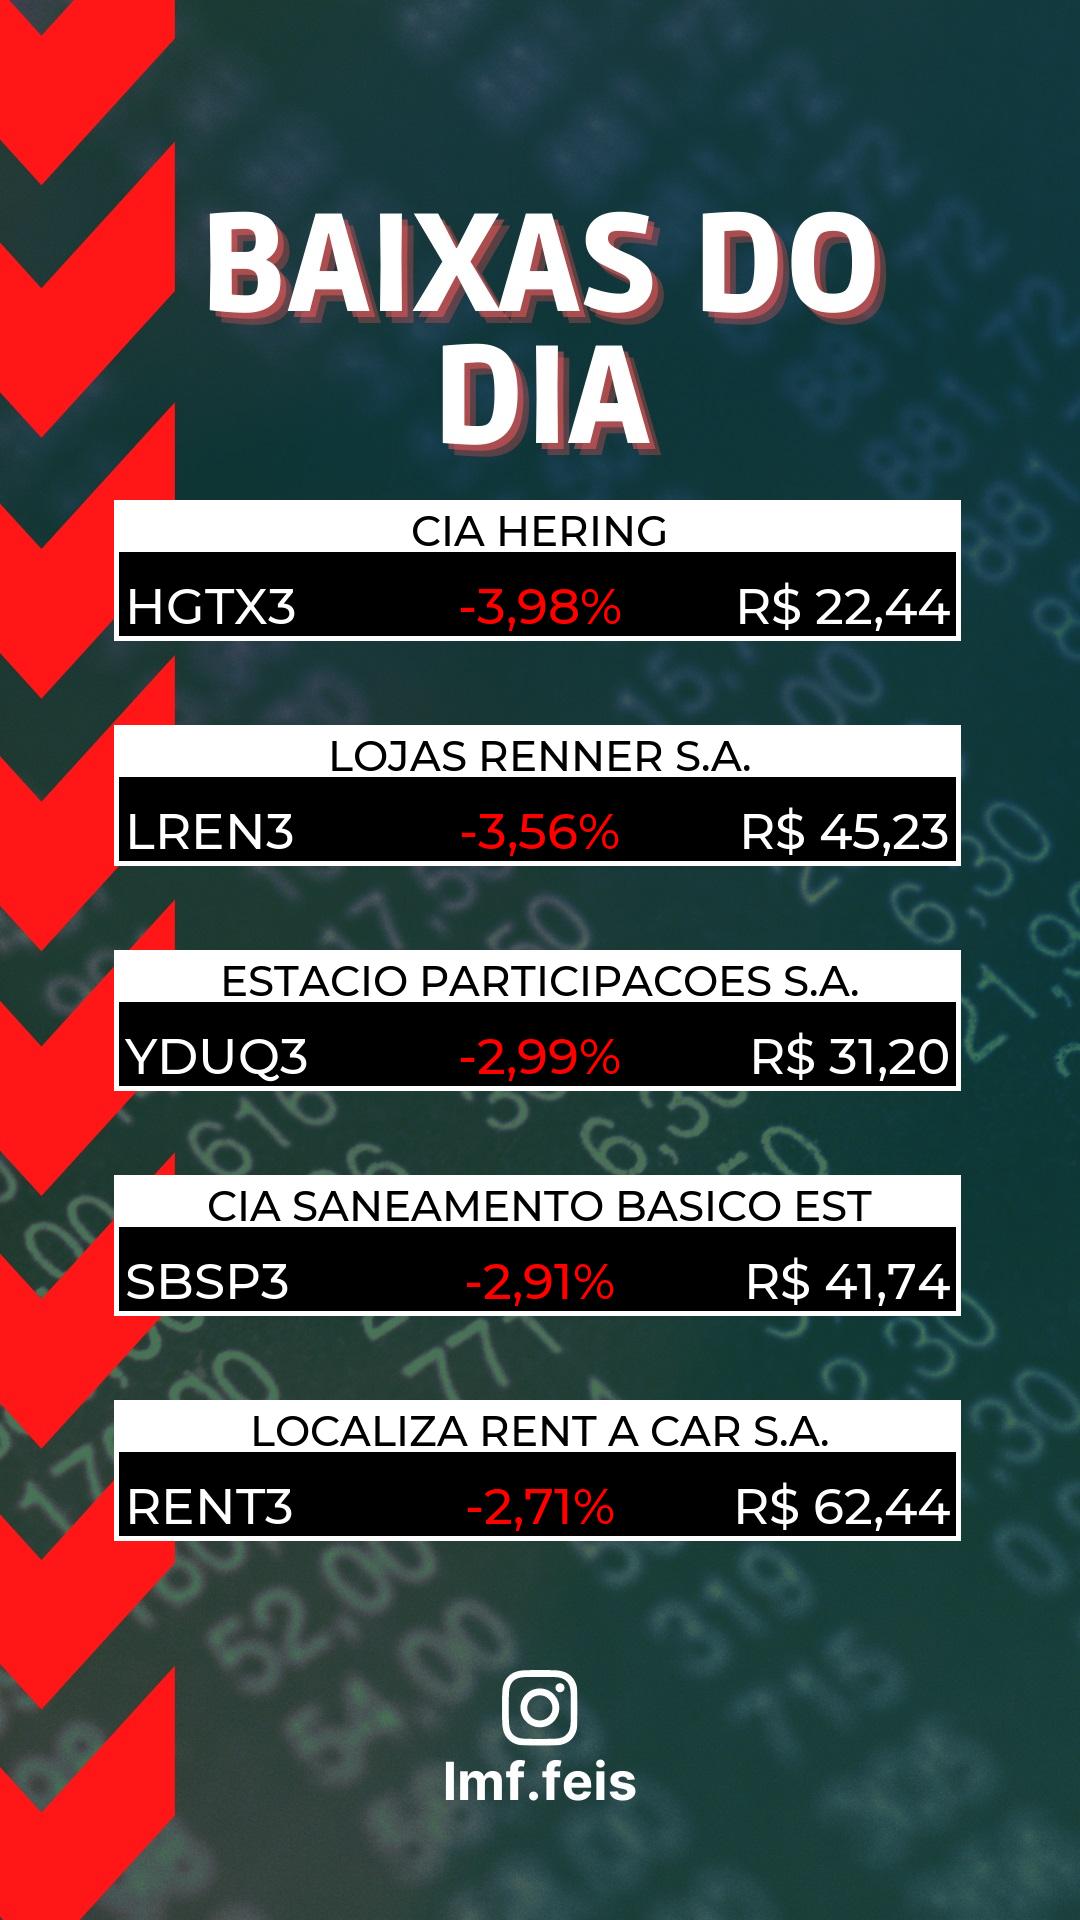 BAIXAS DO
DIA
CIA HERING
HGTX3 -3,98% R$ 22,44
LOJAS RENNER S.A.
LREN3 -3,56% R$ 45,23
ESTACIO PARTICIPACOES S.A.
YDUQ3 -2,99% R$ 31,20
CIA SANEAMENTO BASICO EST
SBSP3 -2,91% R$ 41,74
LOCALIZA RENT A CAR S.A.
RENT3 -2,71% R$ 62,44
lmf.feis